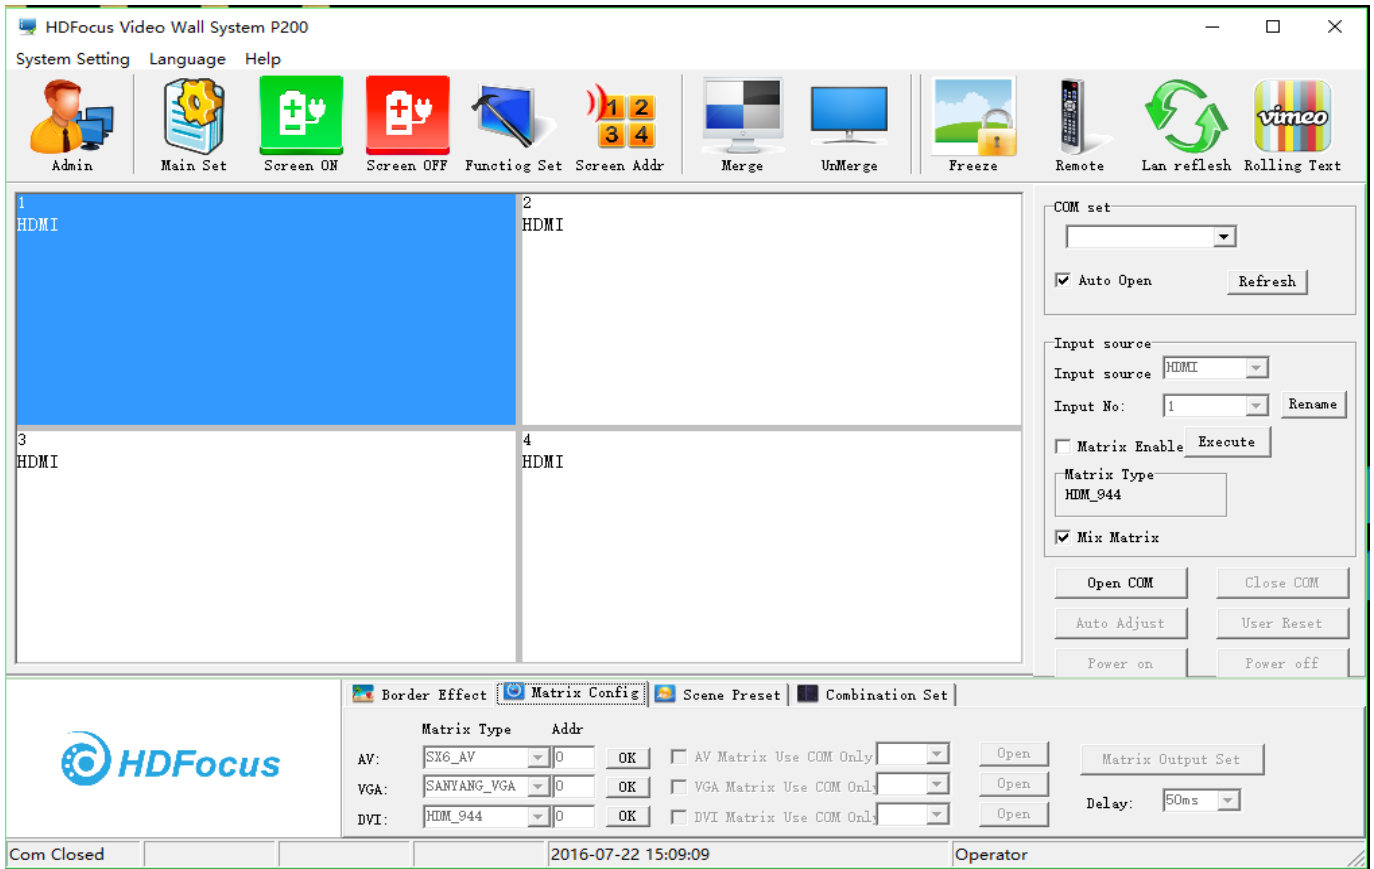 HDFocus Video Wall System P200
System Setting Language Help
1 2
3 4
vimeo
Admin Main Set Screen ON Screen OFF Functiog Set Screen Addr Merge UnMerge Freeze Remote Lan reflesh Rolling Text
1
HDMI
2
HDMI
3
HDMI
4
HDMI
COM set
Auto Open Refresh
Input source
Input source HDMI
Input No: 1 Rename
Matrix Enable Execute
Matrix Type
HDM_944
Mix Matrix
Open COM Close COM
Auto Adjust User Reset
Power on Power off
HDFocus
Border Effect Matrix Config Scene Preset Combination Set
Matrix Type Addr
AV: SX6_AV 0 OK AV Matrix Use COM Only Open
VGA: SANYANG_VGA 0 OK VGA Matrix Use COM Only Open
DVI: HDM_944 0 OK DVI Matrix Use COM Only Open
Matrix Output Set
Delay: 50ms
Com Closed 2016-07-22 15:09:09 Operator